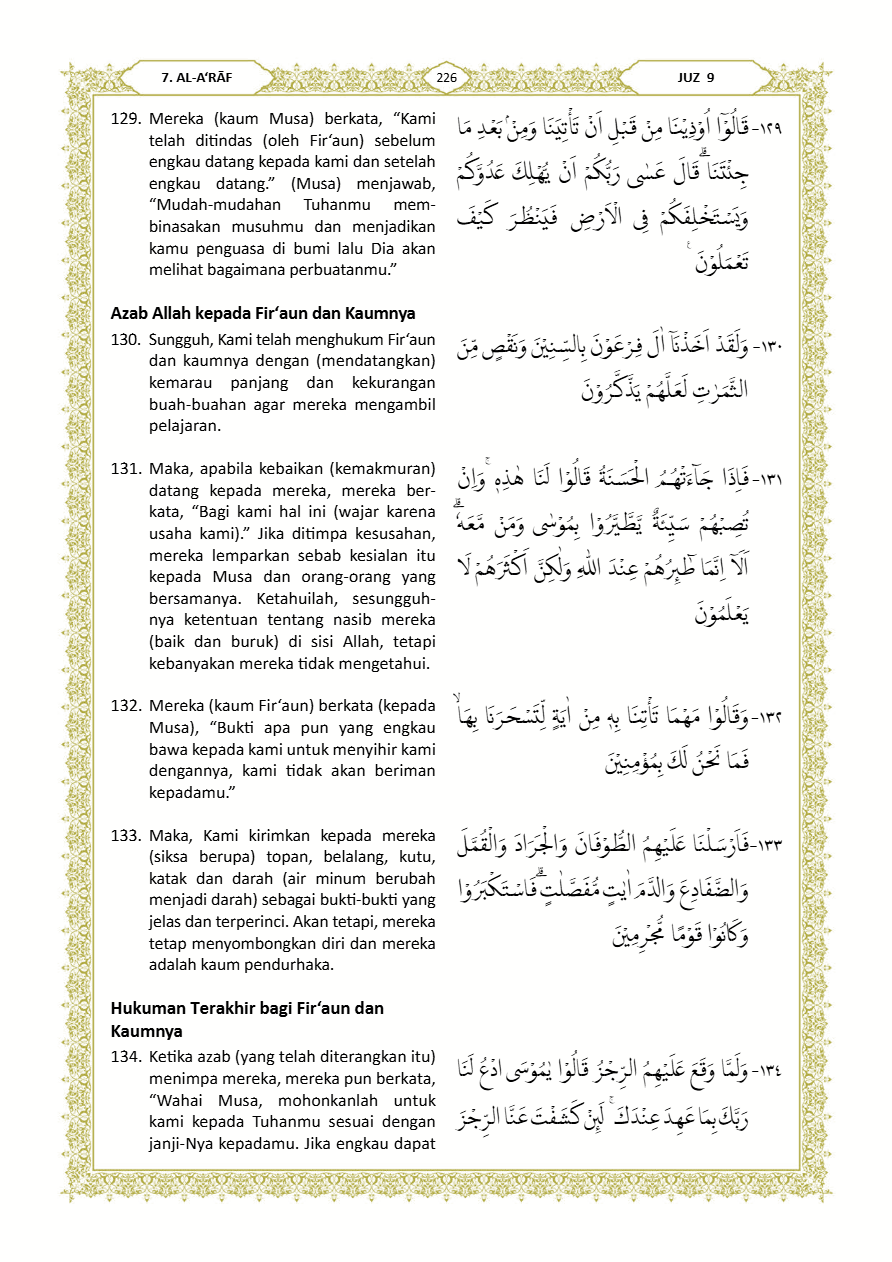 7. AL-A‘RĀF
226
JUZ 9
129. Mereka (kaum Musa) berkata, “Kami
telah ditindas (oleh Fir‘aun) sebelum
engkau datang kepada kami dan setelah
engkau datang.” (Musa) menjawab,
“Mudah-mudahan Tuhanmu mem-
binasakan musuhmu dan menjadikan
kamu penguasa di bumi lalu Dia akan
melihat bagaimana perbuatanmu.”
١٢٩- قَالُوْٓا اُوْذِيْنَا مِنْ قَبْلِ اَنْ تَأْتِيَنَا وَمِنْۢ بَعْدِ مَا
جِئْتَنَا ۗ قَالَ عَسٰى رَبُّكُمْ اَنْ يُّهْلِكَ عَدُوَّكُمْ
وَيَسْتَخْلِفَكُمْ فِى الْاَرْضِ فَيَنْظُرَ كَيْفَ
تَعْمَلُوْنَ ࣖ
Azab Allah kepada Fir‘aun dan Kaumnya
130. Sungguh, Kami telah menghukum Fir‘aun
dan kaumnya dengan (mendatangkan)
kemarau panjang dan kekurangan
buah-buahan agar mereka mengambil
pelajaran.
١٣٠- وَلَقَدْ اَخَذْنَآ اٰلَ فِرْعَوْنَ بِالسِّنِيْنَ وَنَقْصٍ مِّنَ
الثَّمَرٰتِ لَعَلَّهُمْ يَذَّكَّرُوْنَ
131. Maka, apabila kebaikan (kemakmuran)
datang kepada mereka, mereka ber-
kata, “Bagi kami hal ini (wajar karena
usaha kami).” Jika ditimpa kesusahan,
mereka lemparkan sebab kesialan itu
kepada Musa dan orang-orang yang
bersamanya. Ketahuilah, sesungguh-
nya ketentuan tentang nasib mereka
(baik dan buruk) di sisi Allah, tetapi
kebanyakan mereka tidak mengetahui.
١٣١- فَاِذَا جَاۤءَتْهُمُ الْحَسَنَةُ قَالُوْا لَنَا هٰذِهٖ ۚ وَاِنْ
تُصِبْهُمْ سَيِّئَةٌ يَّطَّيَّرُوْا بِمُوْسٰى وَمَنْ مَّعَهٗ ۗ
اَلَآ اِنَّمَا طٰۤىِٕرُهُمْ عِنْدَ اللّٰهِ وَلٰكِنَّ اَكْثَرَهُمْ لَا
يَعْلَمُوْنَ
132. Mereka (kaum Fir‘aun) berkata (kepada
Musa), “Bukti apa pun yang engkau
bawa kepada kami untuk menyihir kami
dengannya, kami tidak akan beriman
kepadamu.”
١٣٢- وَقَالُوْا مَهْمَا تَأْتِنَا بِهٖ مِنْ اٰيَةٍ لِّتَسْحَرَنَا بِهَاۙ
فَمَا نَحْنُ لَكَ بِمُؤْمِنِيْنَ
133. Maka, Kami kirimkan kepada mereka
(siksa berupa) topan, belalang, kutu,
katak dan darah (air minum berubah
menjadi darah) sebagai bukti-bukti yang
jelas dan terperinci. Akan tetapi, mereka
tetap menyombongkan diri dan mereka
adalah kaum pendurhaka.
١٣٣- فَاَرْسَلْنَا عَلَيْهِمُ الطُّوْفَانَ وَالْجَرَادَ وَالْقُمَّلَ
وَالضَّفَادِعَ وَالدَّمَ اٰيٰتٍ مُّفَصَّلٰتٍۗ فَاسْتَكْبَرُوْا
وَكَانُوْا قَوْمًا مُّجْرِمِيْنَ
Hukuman Terakhir bagi Fir‘aun dan
Kaumnya
134. Ketika azab (yang telah diterangkan itu)
menimpa mereka, mereka pun berkata,
“Wahai Musa, mohonkanlah untuk
kami kepada Tuhanmu sesuai dengan
janji-Nya kepadamu. Jika engkau dapat
١٣٤- وَلَمَّا وَقَعَ عَلَيْهِمُ الرِّجْزُ قَالُوْا يٰمُوْسَى ادْعُ لَنَا
رَبَّكَ بِمَا عَهِدَ عِنْدَكَ ۚ لَىِٕنْ كَشَفْتَ عَنَّا الرِّجْزَ